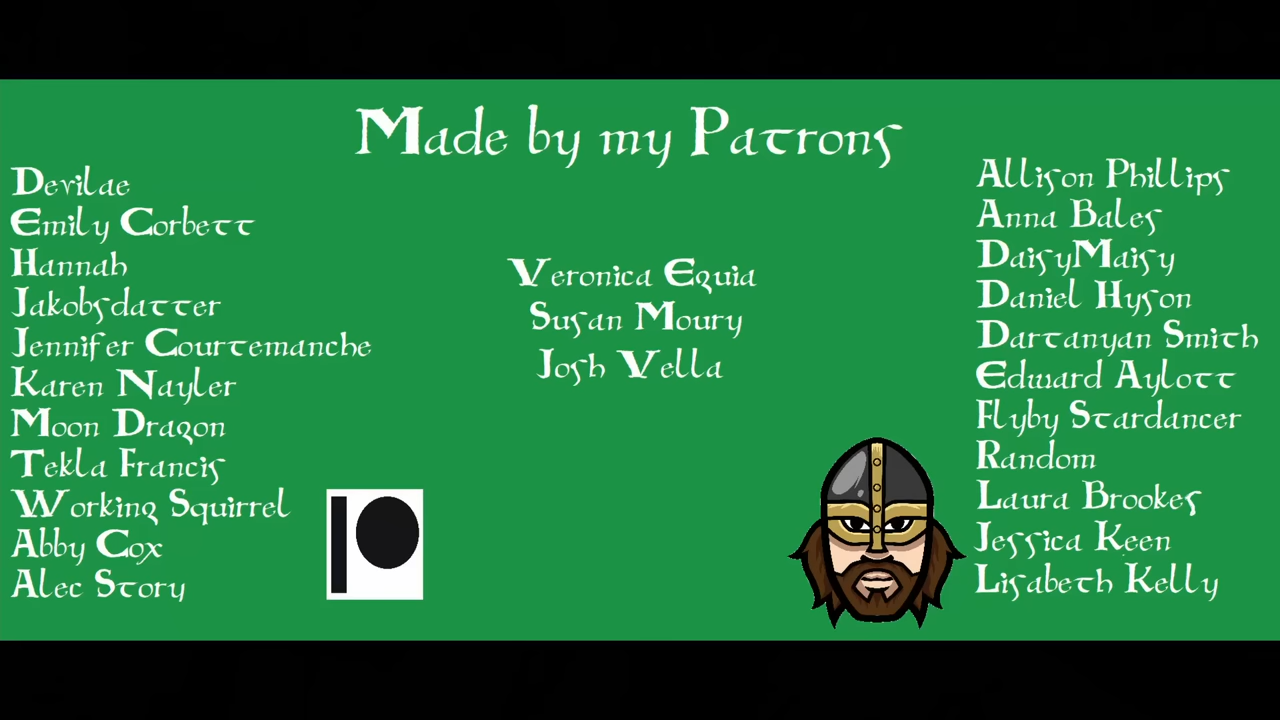 Made by my Patrons
Devilae
Emily Corbett
Hannah
Jakobsdatter
Jennifer Courtemanche
Karen Nayler
Moon Dragon
Tekla Francis
Working Squirrel
Abby Cox
Alec Story
Veronica Eguia
Susan Moury
Josh Vella
Allison Phillips
Anna Bales
DaisyMaisy
Daniel Hyson
Dartanyan Smith
Edward Aylott
Flyby Stardancer
Random
Laura Brookes
Jessica Keen
Lisabeth Kelly